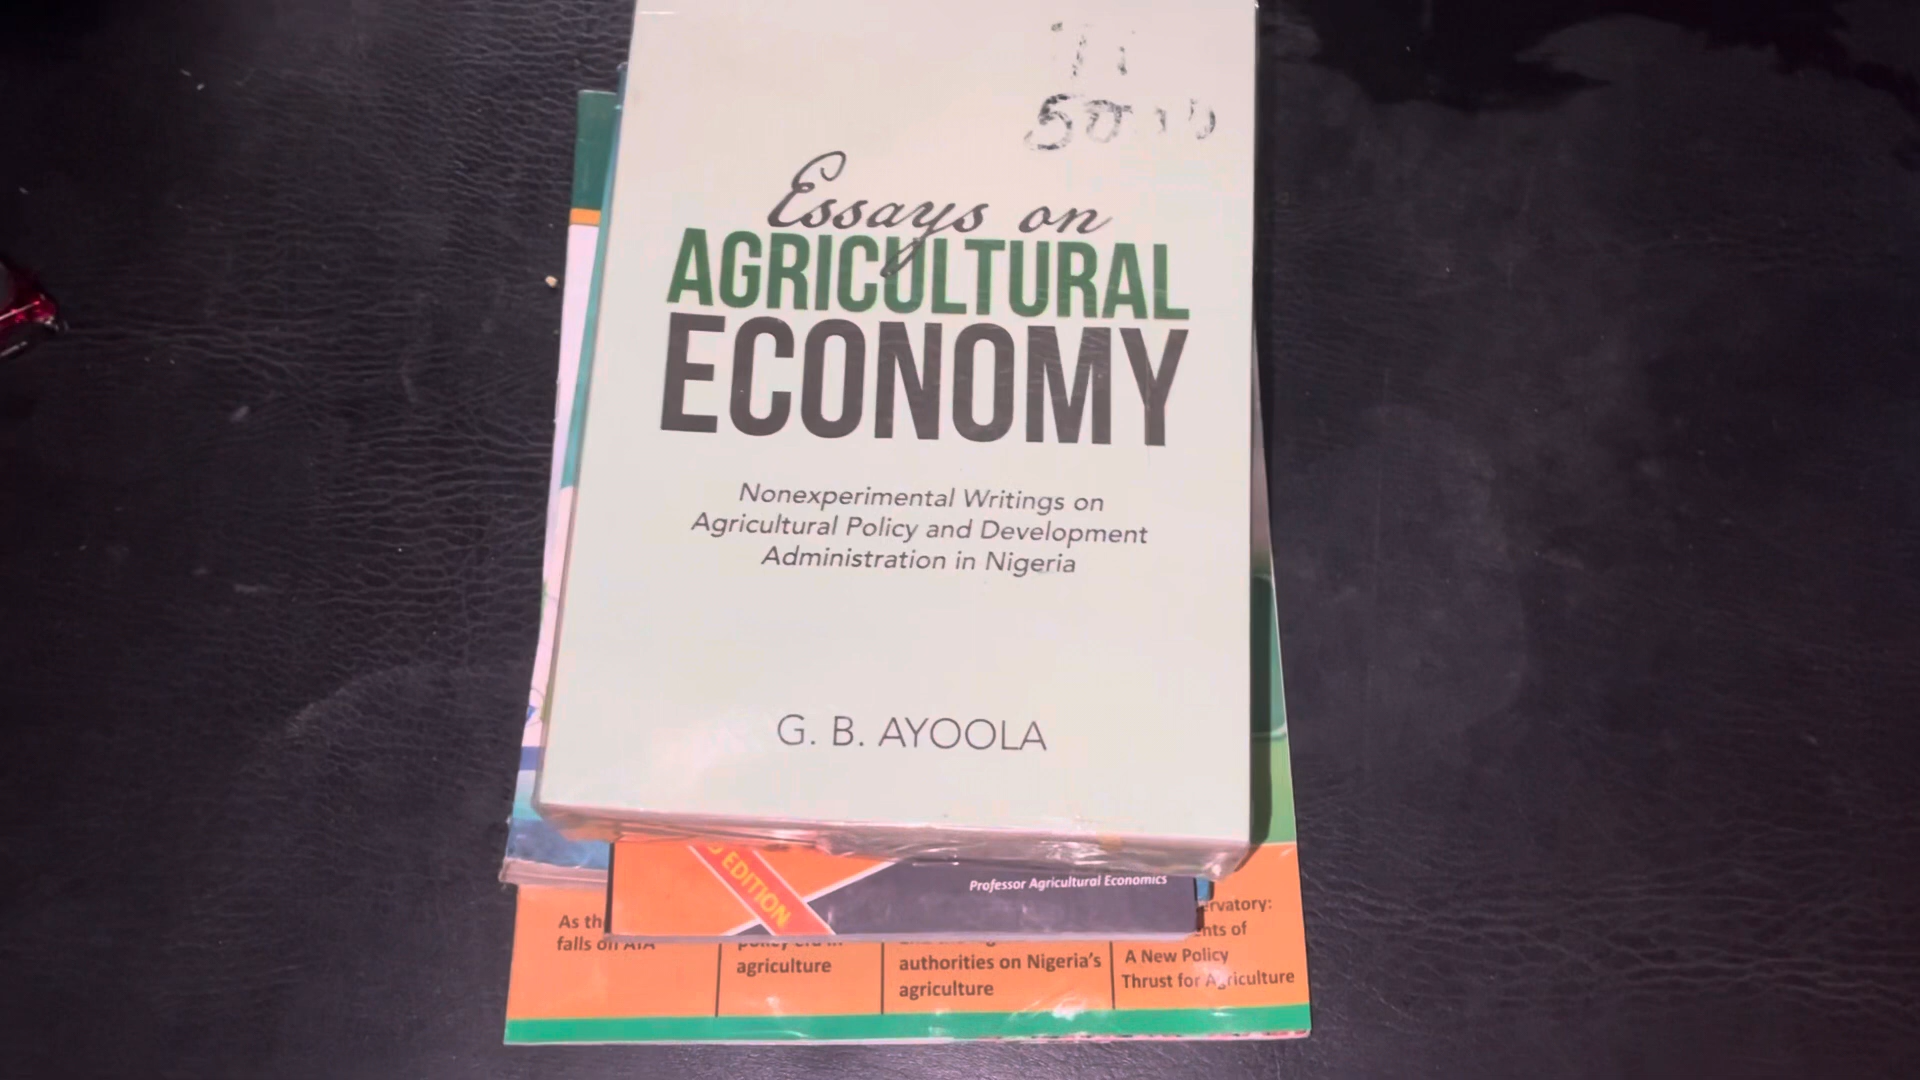 Essays on
AGRICULTURAL
ECONOMY
Nonexperimental Writings on
Agricultural Policy and Development
Administration in Nigeria
G. B. AYOOLA
EDITION
Professor Agricultural Economics
As th
falls on ATA
policy era in
agriculture
authorities on Nigeria's
agriculture
ervatory:
nts of
A New Policy
Thrust for Agriculture